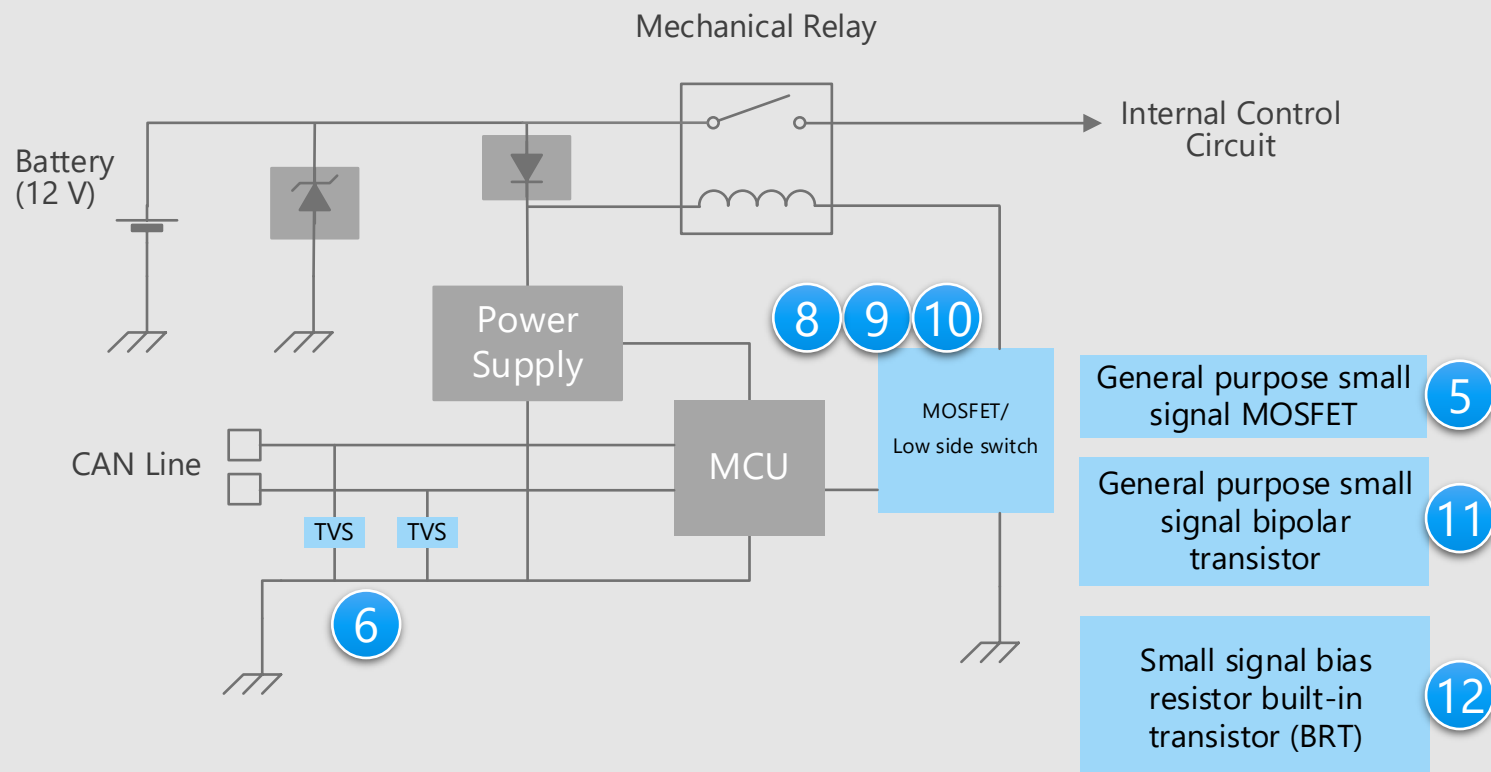 Mechanical Relay
Internal Control
Circuit
Battery
(12 V)
8
9
10
Power
Supply
General purpose small
signal MOSFET
5
MOSFET/
Low side switch
CAN Line
MCU
General purpose small
signal bipolar
transistor
11
TVS
TVS
6
Small signal bias
resistor built-in
transistor (BRT)
12